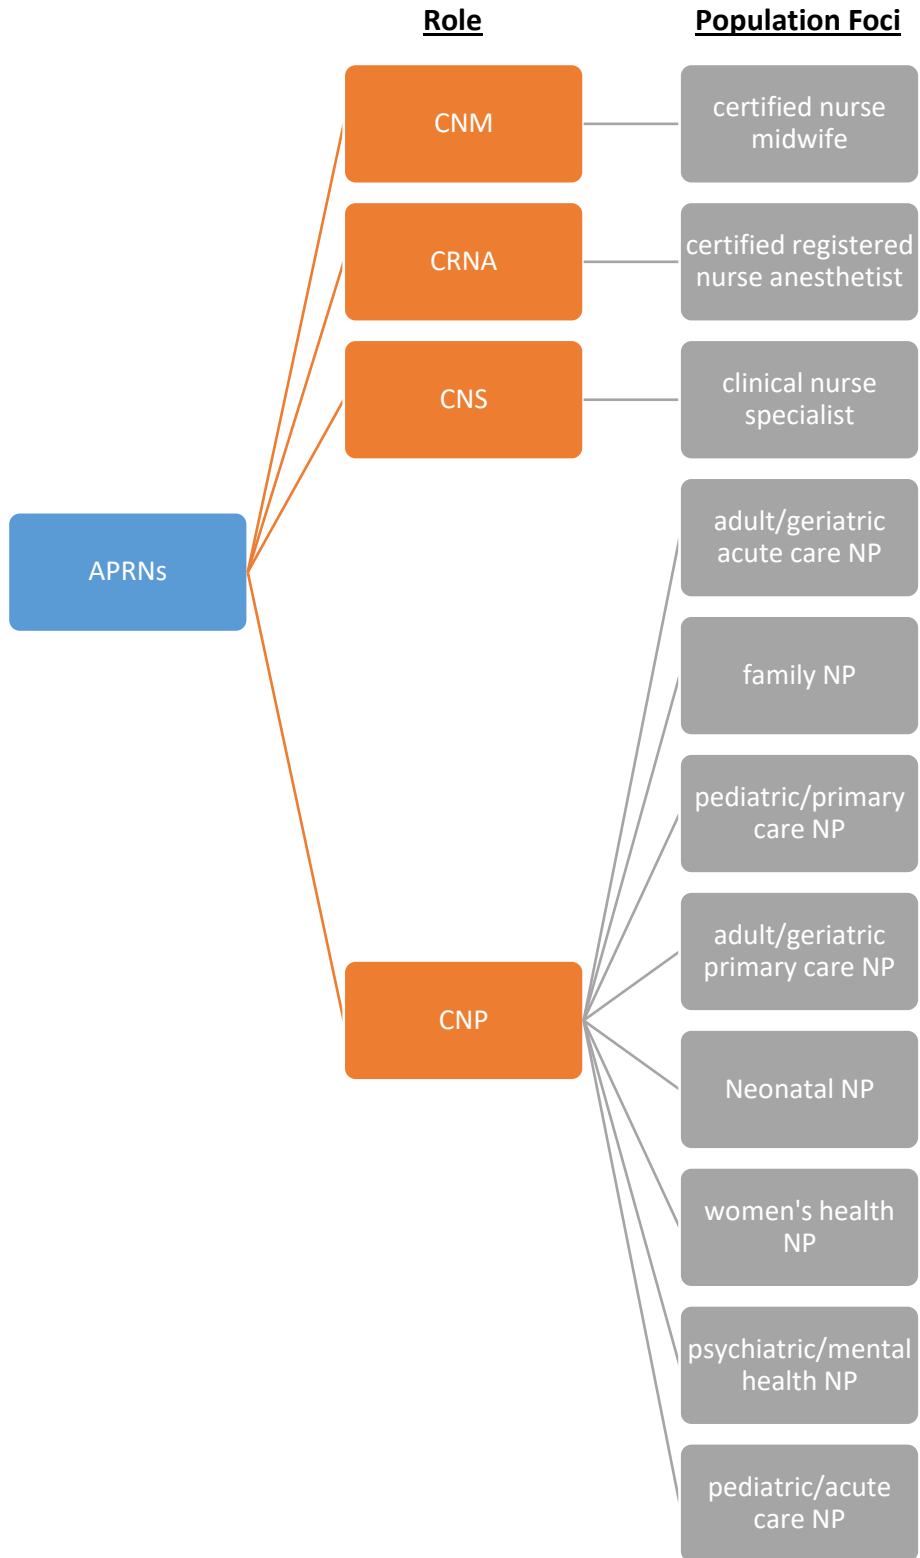 Role
Population Foci
CNM
certified nurse
midwife
CRNA
certified registered
nurse anesthetist
CNS
clinical nurse
specialist
APRNs
CNP
adult/geriatric
acute care NP
family NP
pediatric/primary
care NP
adult/geriatric
primary care NP
Neonatal NP
women's health
NP
psychiatric/mental
health NP
pediatric/acute
care NP